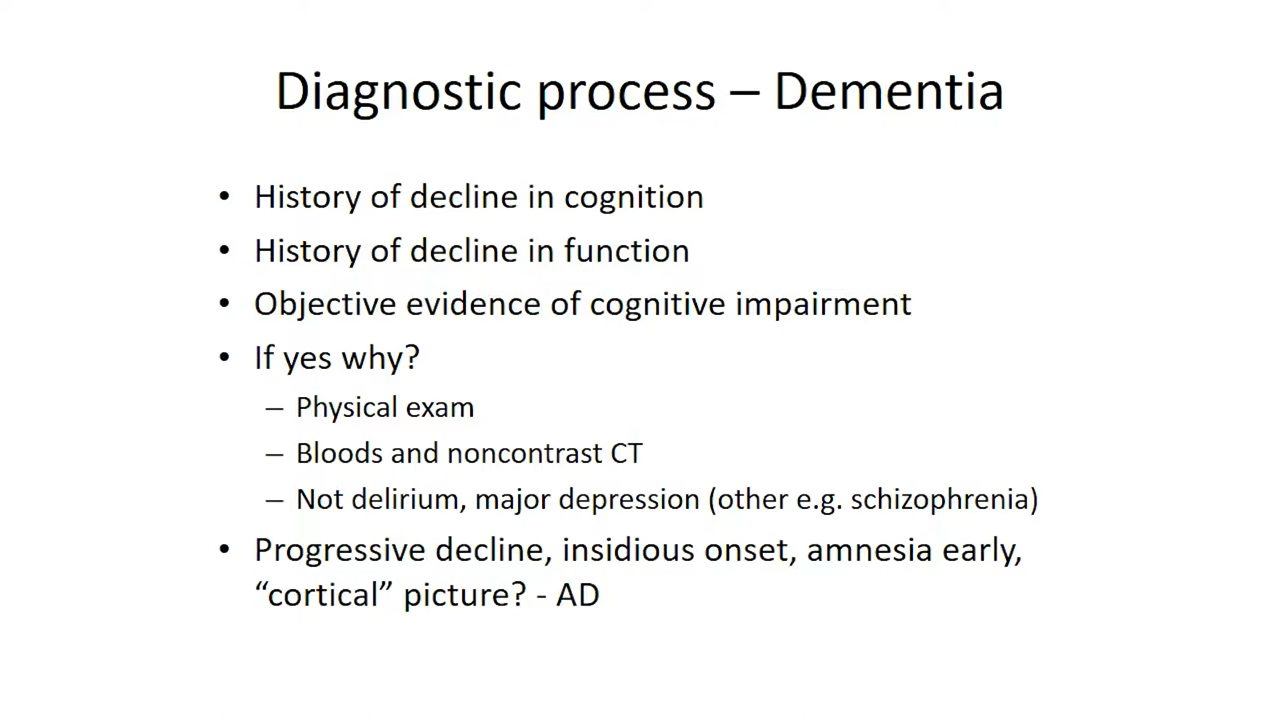 Diagnostic process – Dementia
• History of decline in cognition
• History of decline in function
• Objective evidence of cognitive impairment
• If yes why?
– Physical exam
– Bloods and noncontrast CT
– Not delirium, major depression (other e.g. schizophrenia)
• Progressive decline, insidious onset, amnesia early,
“cortical” picture? - AD